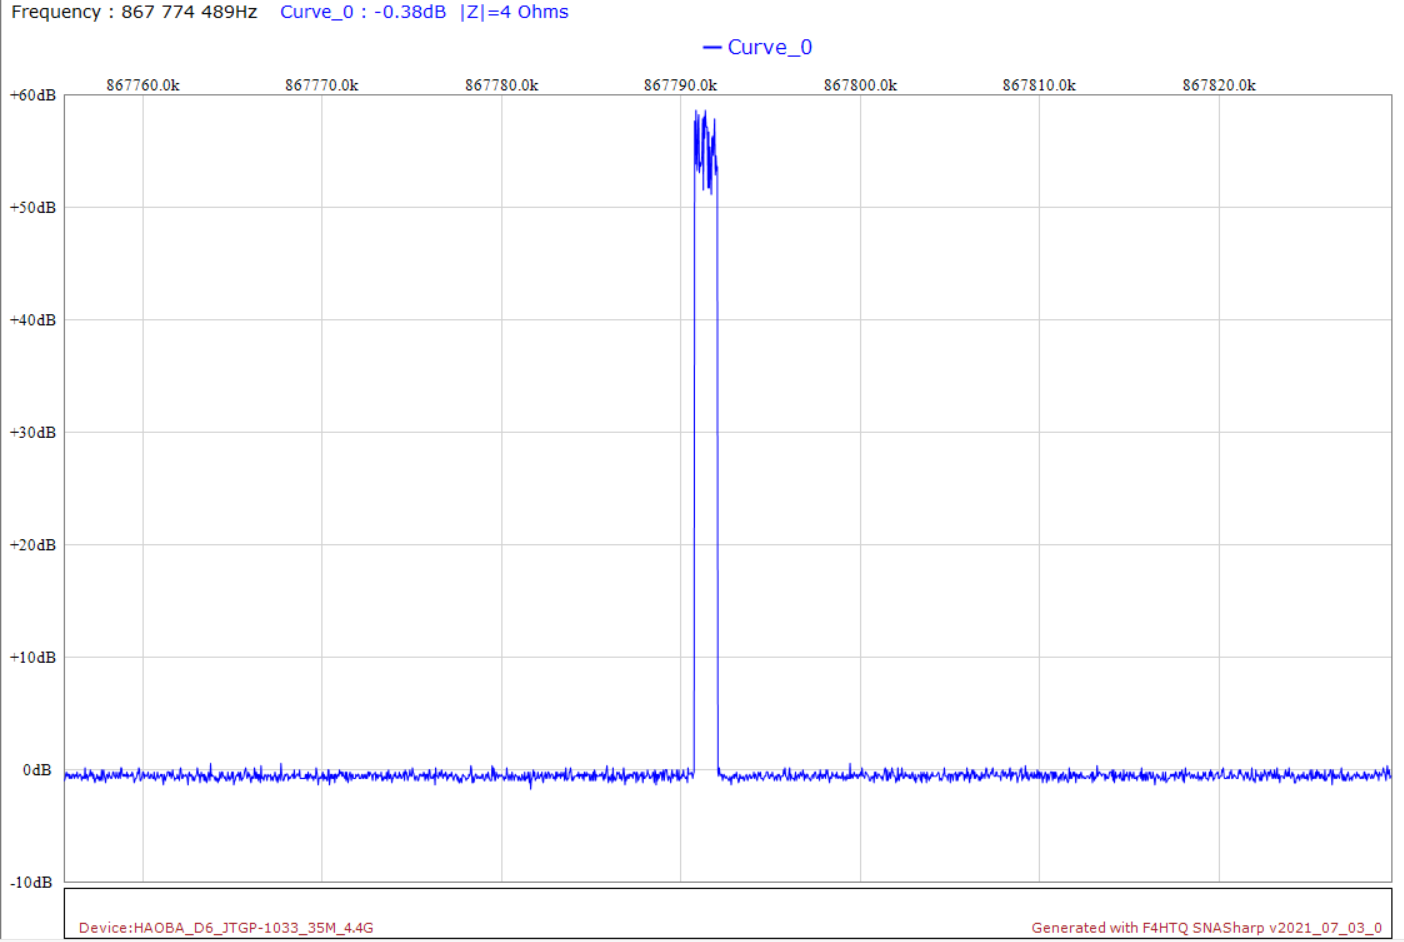 Frequency : 867 774 489Hz Curve_0 : -0.38dB |Z|=4 Ohms
Curve_0
867760.0k 867770.0k 867780.0k 867790.0k 867800.0k 867810.0k 867820.0k
+60dB
+50dB
+40dB
+30dB
+20dB
+10dB
0dB
-10dB
Device:HAOBA_D6_JTGP-1033_35M_4.4G Generated with F4HTQ SNASharp v2021_07_03_0